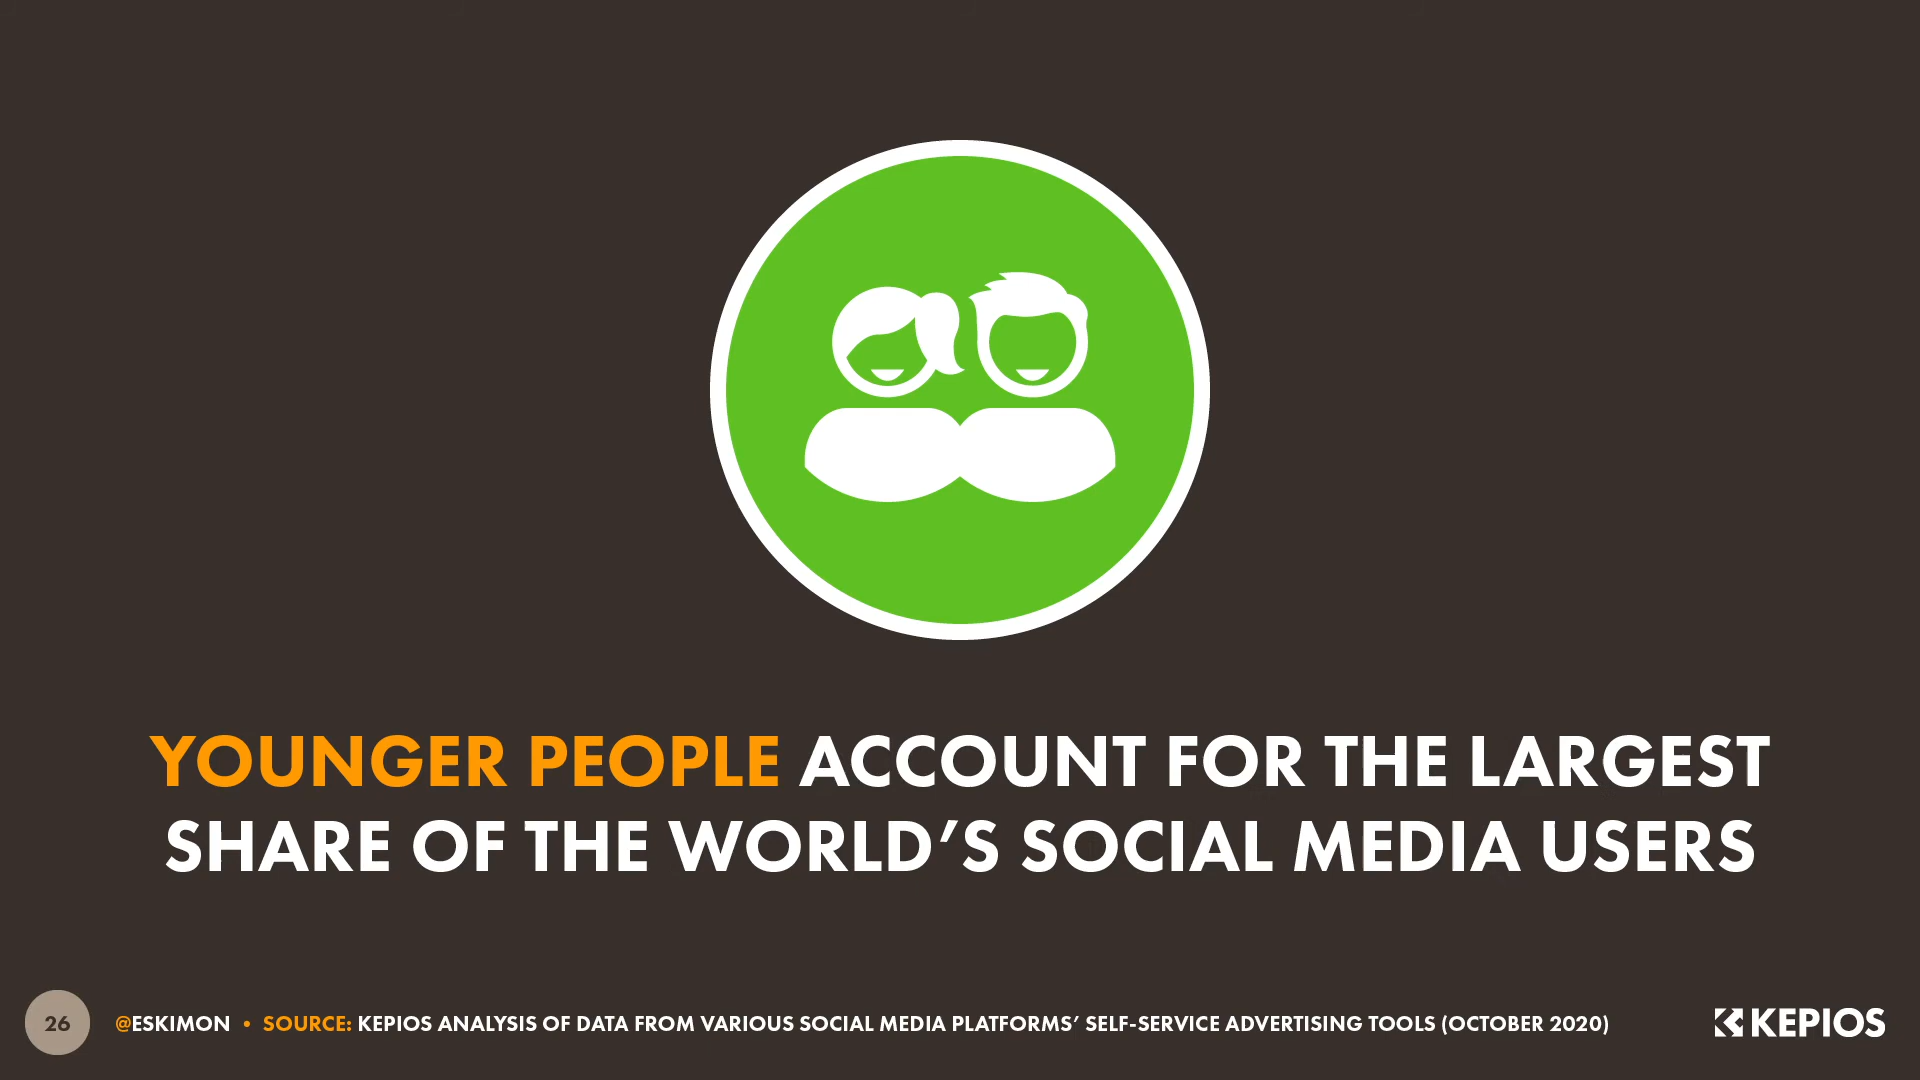 YOUNGER PEOPLE ACCOUNT FOR THE LARGEST
SHARE OF THE WORLD’S SOCIAL MEDIA USERS
26
@ESKIMON • SOURCE: KEPIOS ANALYSIS OF DATA FROM VARIOUS SOCIAL MEDIA PLATFORMS’ SELF-SERVICE ADVERTISING TOOLS (OCTOBER 2020)
KEPIOS